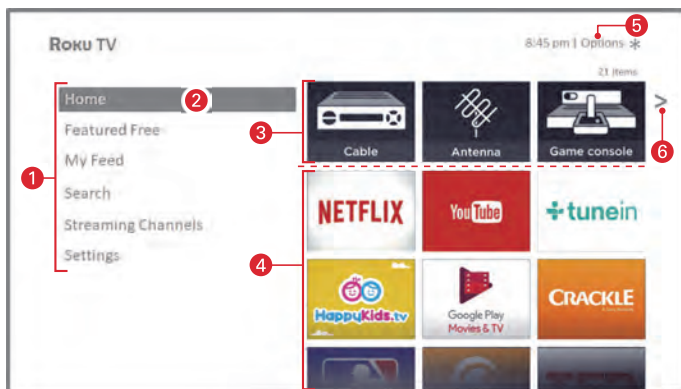 Roku TV
5
8:45 pm | Options *
21 items
1
Home 2
Featured Free
My Feed
Search
Streaming Channels
Settings
3
Cable
Antenna
Game console
>
6
4
NETFLIX
YouTube
tunein
HappyKids.tv
Google Play
Movies & TV
CRACKLE